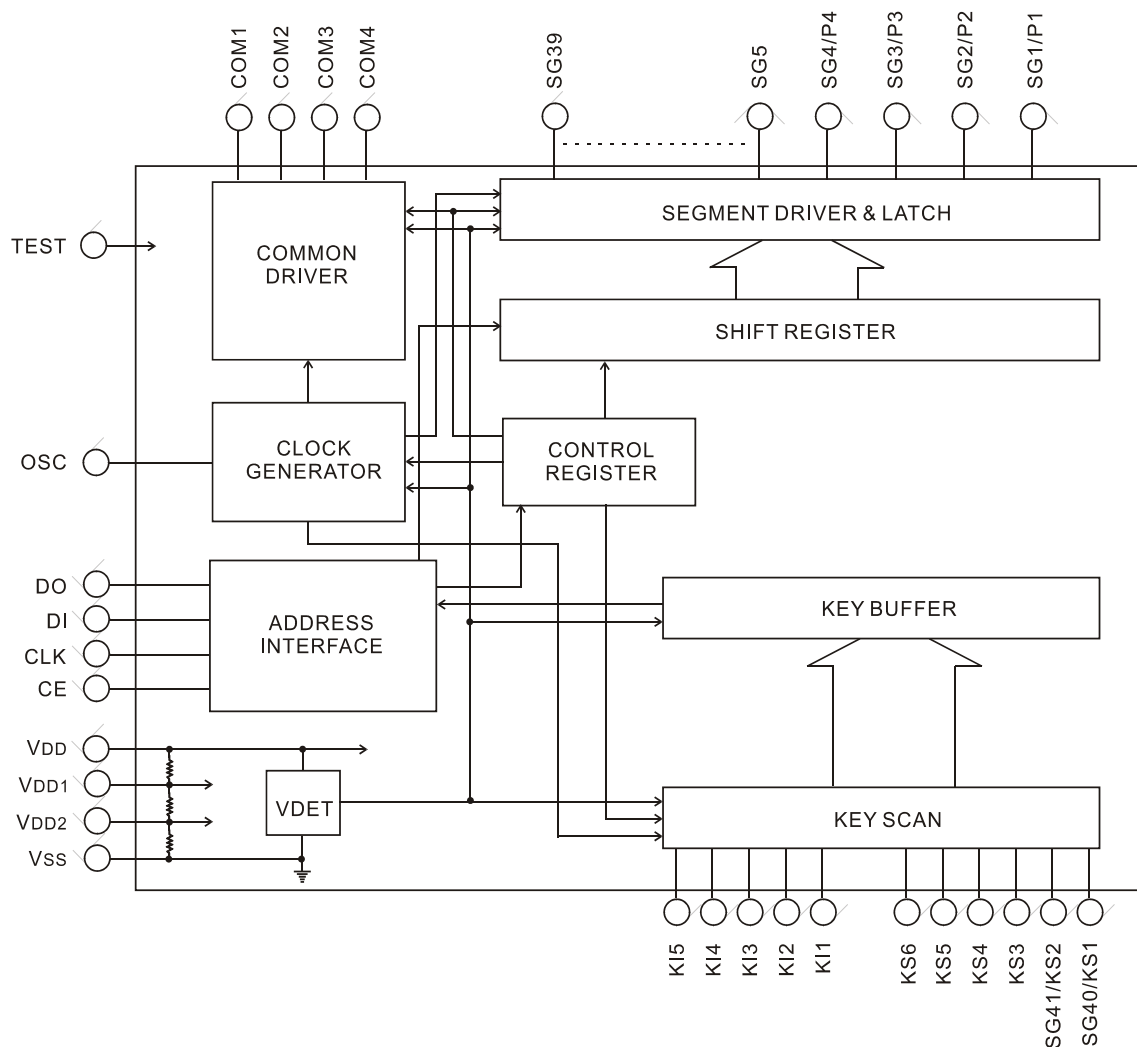 COM1
COM2
COM3
COM4
SG39
SG5
SG4/P4
SG3/P3
SG2/P2
SG1/P1
TEST
COMMON
DRIVER
SEGMENT DRIVER & LATCH
SHIFT REGISTER
OSC
CLOCK
GENERATOR
CONTROL
REGISTER
DO
DI
CLK
CE
ADDRESS
INTERFACE
KEY BUFFER
VDD
VDD1
VDD2
VSS
VDET
KEY SCAN
KI5
KI4
KI3
KI2
KI1
KS6
KS5
KS4
KS3
SG41/KS2
SG40/KS1